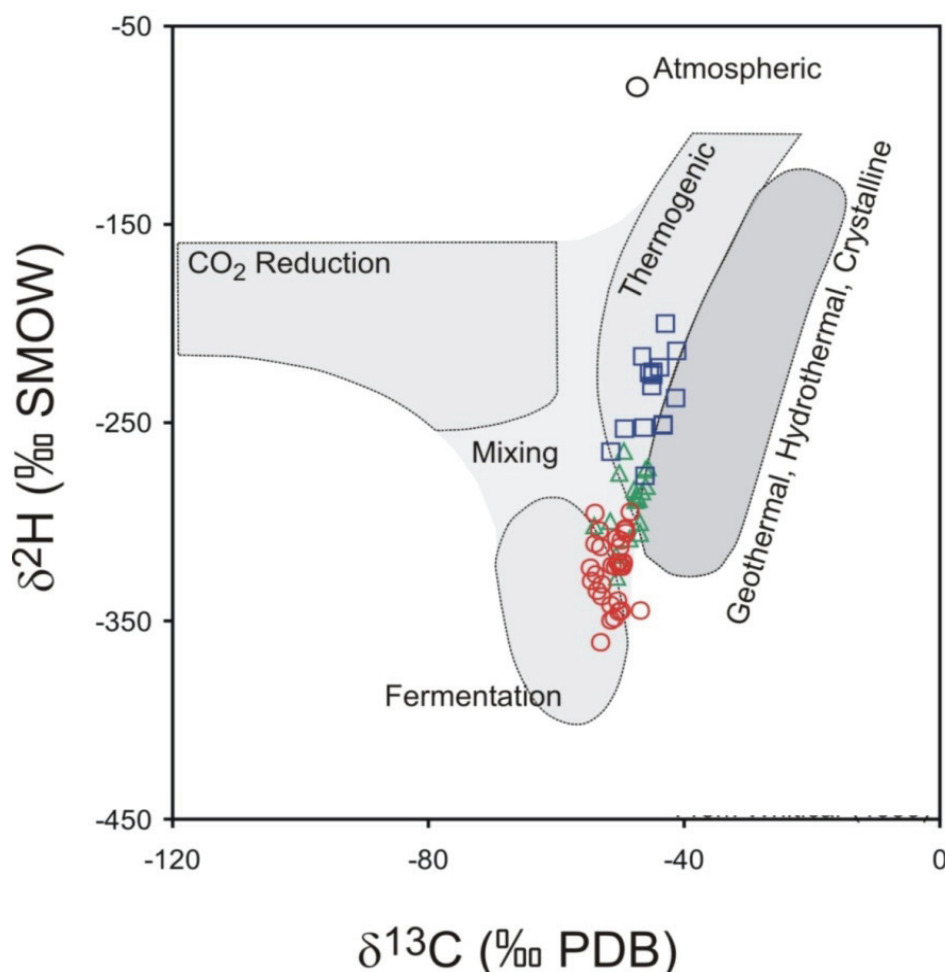 -50
Atmospheric
Thermogenic
-150
CO₂ Reduction
Geothermal, Hydrothermal, Crystalline
δ²H (‰ SMOW)
-250
Mixing
-350
Fermentation
-450
-120
-80
-40
0
δ¹³C (‰ PDB)